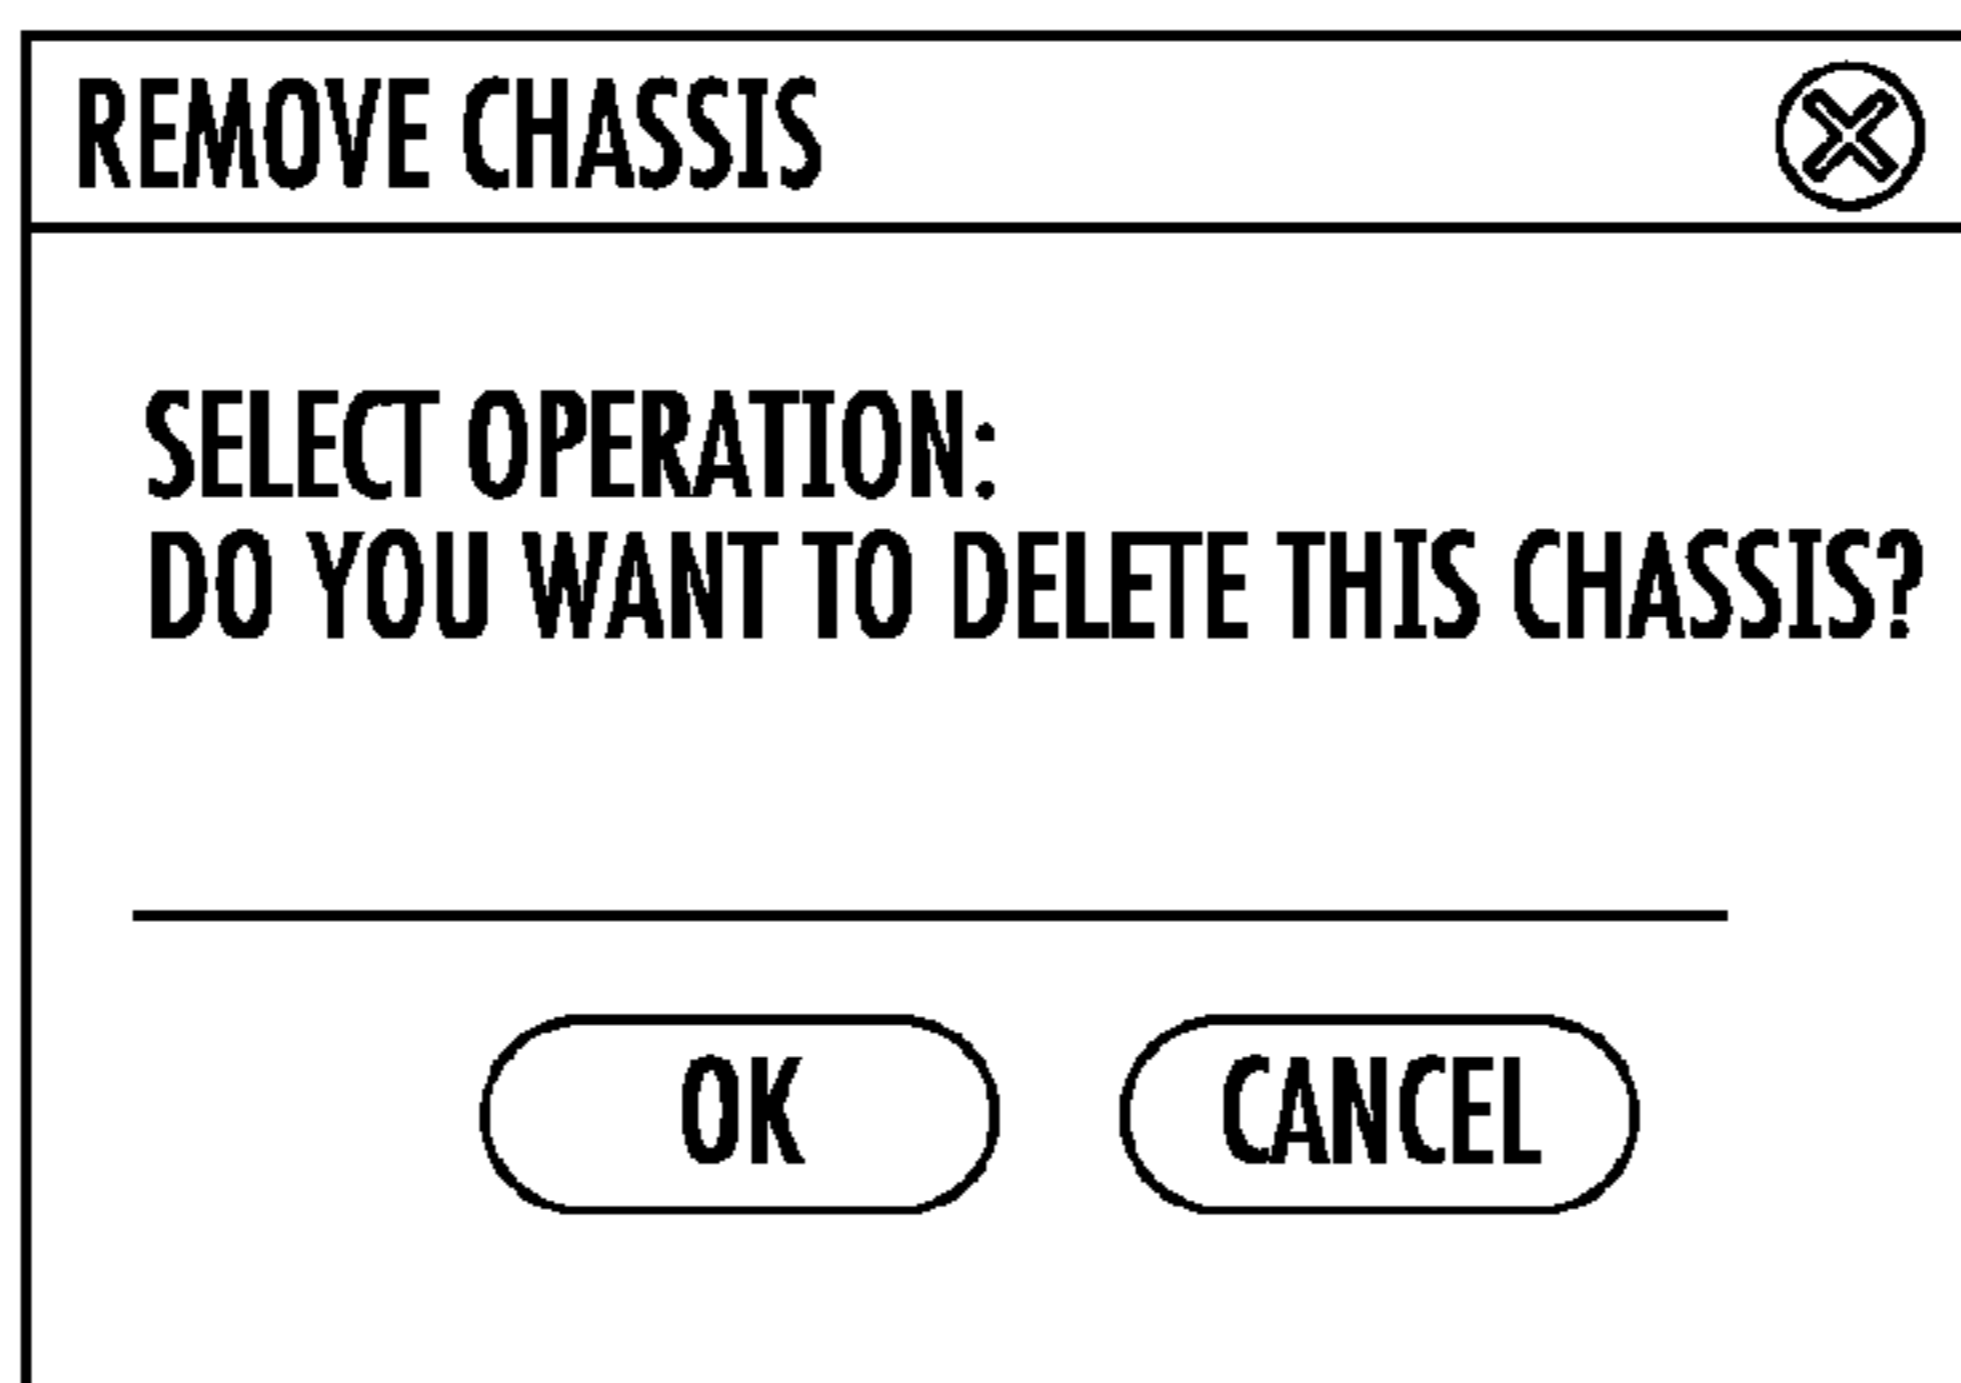 REMOVE CHASSIS
SELECT OPERATION:
DO YOU WANT TO DELETE THIS CHASSIS?
OK
CANCEL